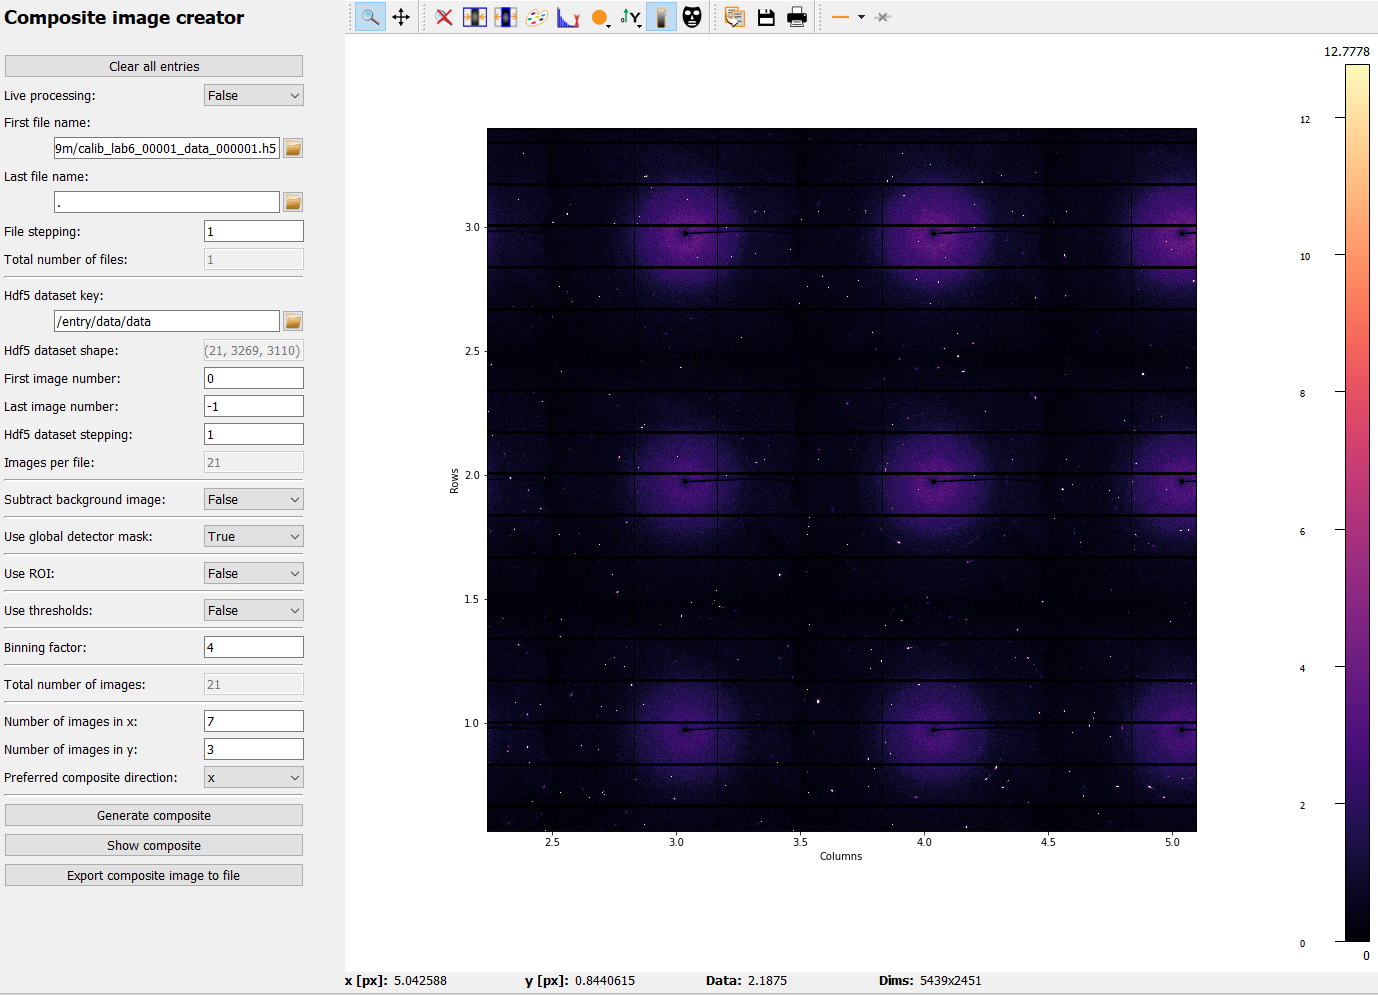 Composite image creator
Clear all entries
Live processing: False
First file name:
9m/calib_lab6_00001_data_000001.h5
Last file name:
.
File stepping: 1
Total number of files: 1
Hdf5 dataset key:
/entry/data/data
Hdf5 dataset shape: (21, 3269, 3110)
First image number: 0
Last image number: -1
Hdf5 dataset stepping: 1
Images per file: 21
Subtract background image: False
Use global detector mask: True
Use ROI: False
Use thresholds: False
Binning factor: 4
Total number of images: 21
Number of images in x: 7
Number of images in y: 3
Preferred composite direction: x
Generate composite
Show composite
Export composite image to file
Y
Rows
3.0
2.5
2.0
1.5
1.0
2.5 3.0 3.5 4.0 4.5 5.0
Columns
12.7778
12
10
8
6
4
2
0
0
x [px]: 5.042588 y [px]: 0.8440615 Data: 2.1875 Dims: 5439x2451